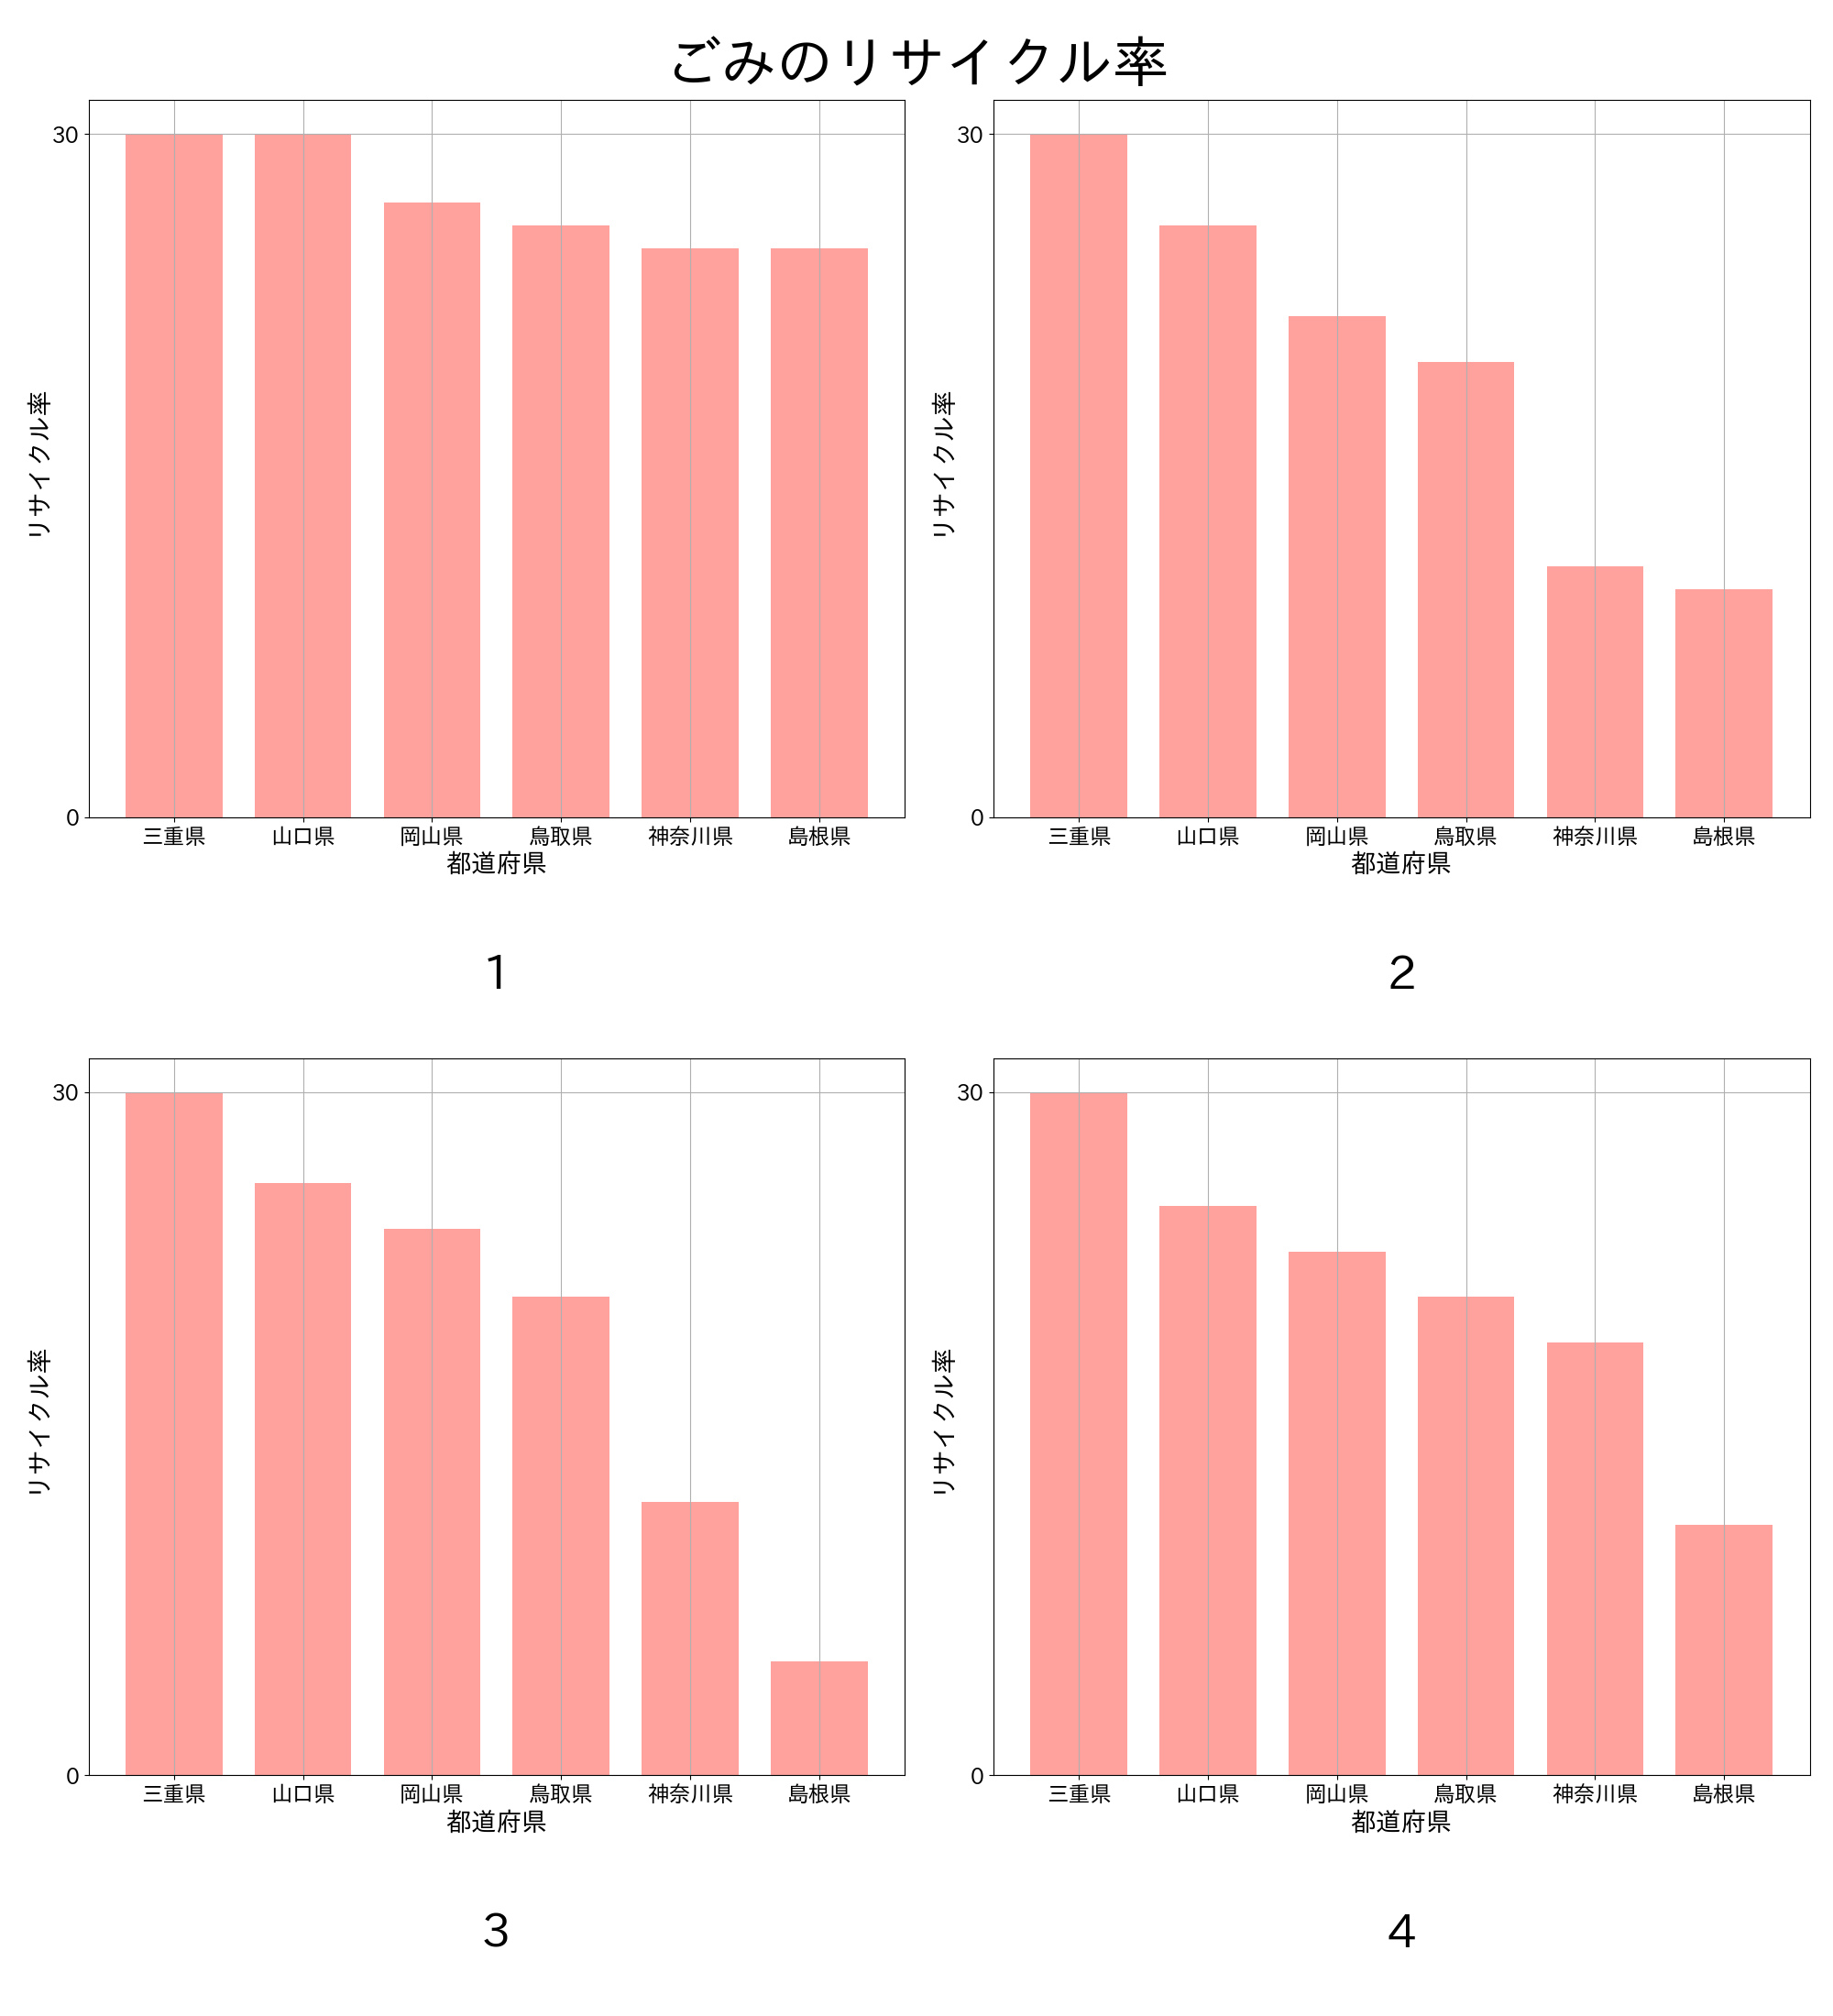 ごみのリサイクル率
30
0
リサイクル率
三重県 山口県 岡山県 鳥取県 神奈川県 島根県
都道府県
1
30
0
リサイクル率
三重県 山口県 岡山県 鳥取県 神奈川県 島根県
都道府県
2
30
0
リサイクル率
三重県 山口県 岡山県 鳥取県 神奈川県 島根県
都道府県
3
30
0
リサイクル率
三重県 山口県 岡山県 鳥取県 神奈川県 島根県
都道府県
4